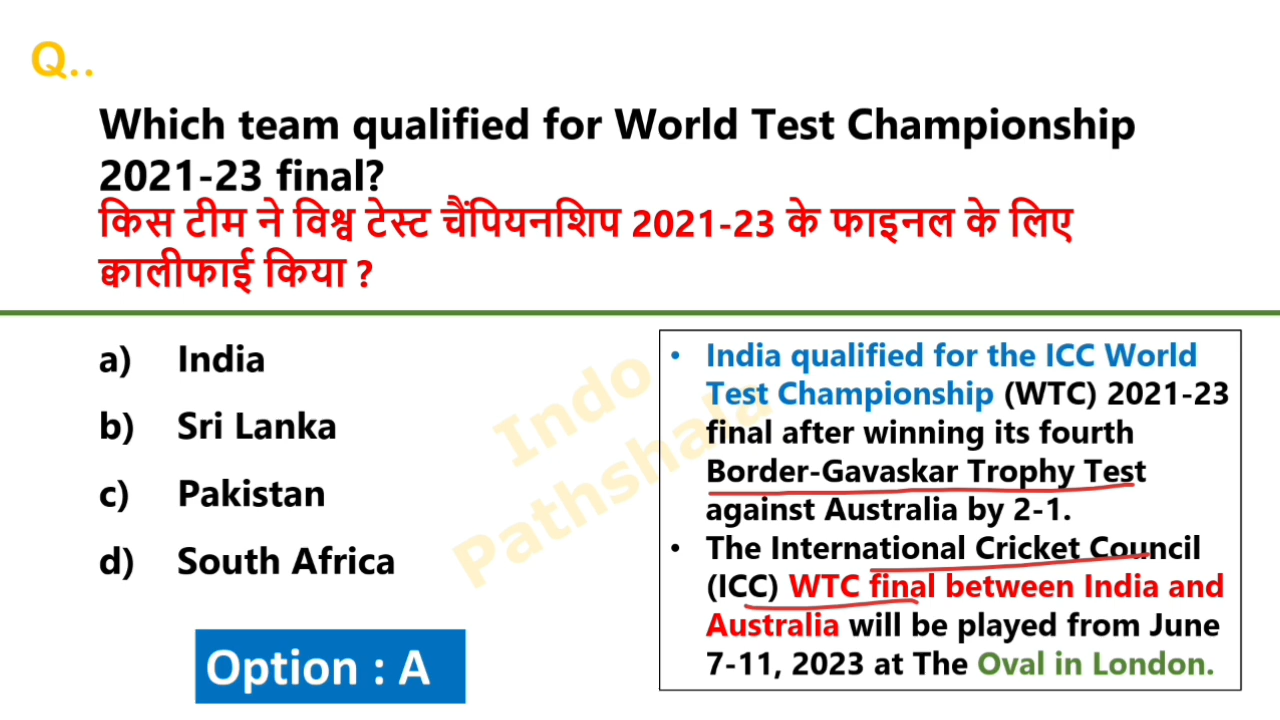 Q..
Which team qualified for World Test Championship
2021-23 final?
किस टीम ने विश्व टेस्ट चैंपियनशिप 2021-23 के फाइनल के लिए
क्वालीफाई किया ?
a) India
b) Sri Lanka
c) Pakistan
d) South Africa
Option : A
• India qualified for the ICC World
Test Championship (WTC) 2021-23
final after winning its fourth
Border-Gavaskar Trophy Test
against Australia by 2-1.
• The International Cricket Council
(ICC) WTC final between India and
Australia will be played from June
7-11, 2023 at The Oval in London.
Indo
Pathshala